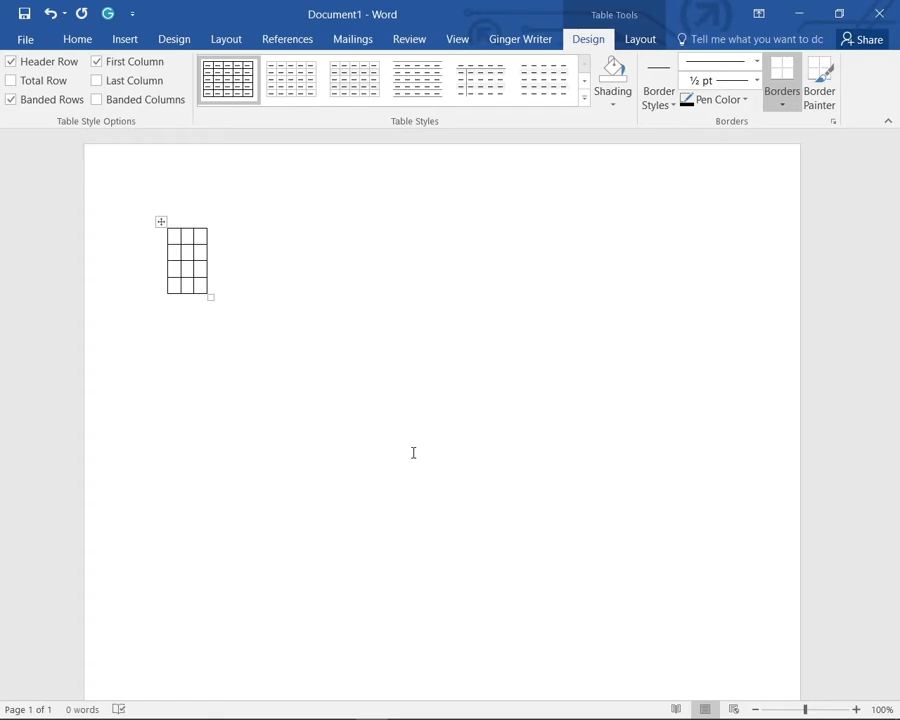 Document1 - Word
Table Tools
File Home Insert Design Layout References Mailings Review View Ginger Writer Design Layout Tell me what you want to dc Share
Header Row First Column
Total Row Last Column
Banded Rows Banded Columns
Table Style Options
Table Styles
Shading
Border Styles
½ pt
Pen Color
Borders
Border Painter
Borders
Page 1 of 1 0 words 100%